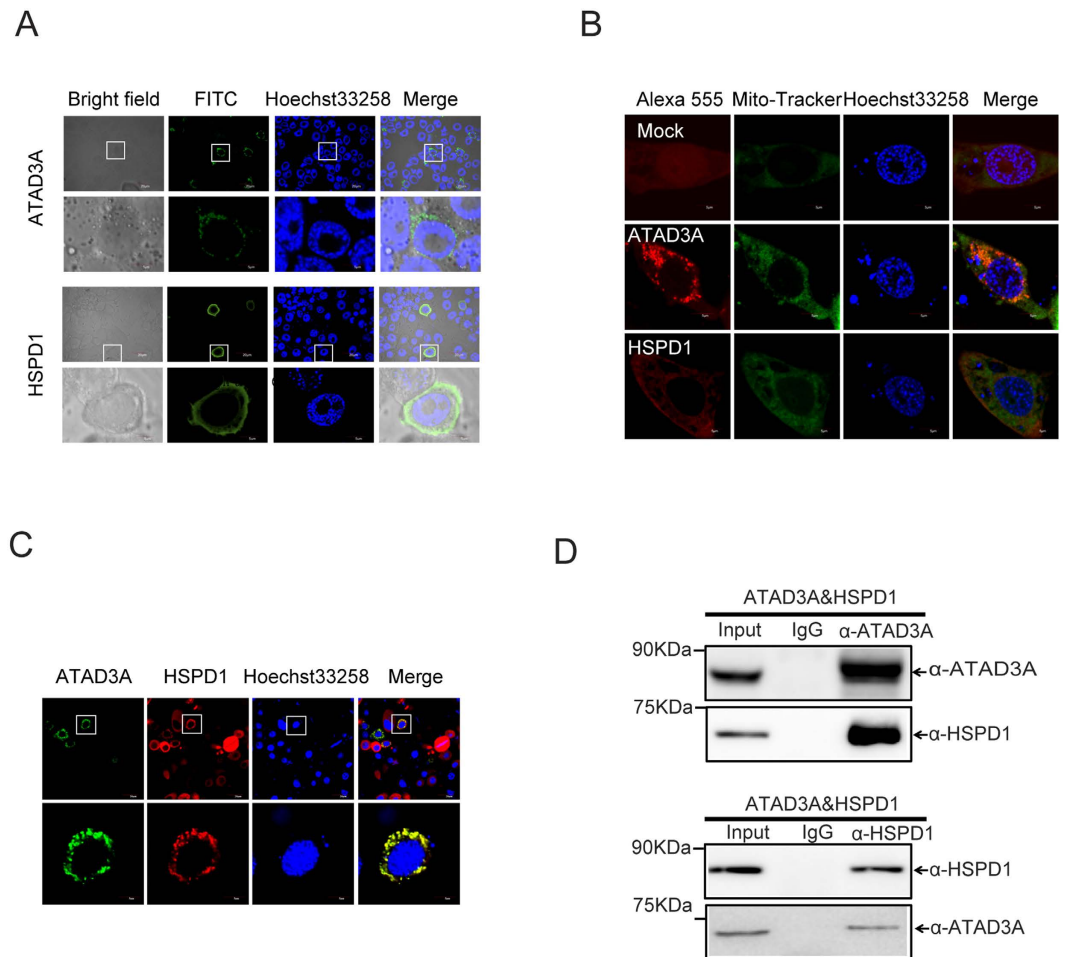 A
Bright field FITC Hoechst33258 Merge
ATAD3A
HSPD1
B
Alexa 555 Mito-Tracker Hoechst33258 Merge
Mock
ATAD3A
HSPD1
C
ATAD3A HSPD1 Hoechst33258 Merge
D
ATAD3A&HSPD1
Input IgG α-ATAD3A
90KDa
α-ATAD3A
75KDa
α-HSPD1
ATAD3A&HSPD1
Input IgG α-HSPD1
90KDa
α-HSPD1
75KDa
α-ATAD3A